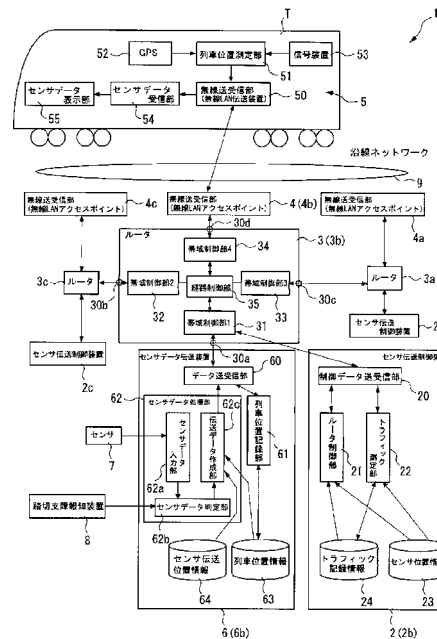 T
1
52
GPS
列車位置測定部
信号装置
53
51
センサデータ
表示部
センサデータ
受信部
無線送受信部
(無線LAN伝送装置)
50
5
55
54
沿線ネットワーク
9
無線送受信部
(無線LANアクセスポイント)
4c
無線送受信部
(無線LANアクセスポイント)
4(4b)
無線送受信部
(無線LANアクセスポイント)
4a
30d
ルータ
帯域制御部4
34
3(3b)
3c
ルータ
30b
帯域制御部2
経路制御部
帯域制御部3
30c
ルータ
3a
32
35
33
帯域制御部1
31
センサ伝送制御装置
2c
センサ伝送
制御装置
2
30a
センサデータ伝送装置
60
データ送受信部
センサ伝送制御装
制御データ送受信部
20
62
センサデータ処理部
62c
センサ
7
センサデータ入力部
伝送データ作成部
列車位置記録部
61
ルータ制御部
21
トラフィック測定部
22
62a
踏切支障報知装置
8
センサデータ判定部
62b
センサ伝送
位置情報
64
列車位置情報
63
トラフィック
記録情報
24
センサ位置情
23
6(6b)
2(2b)